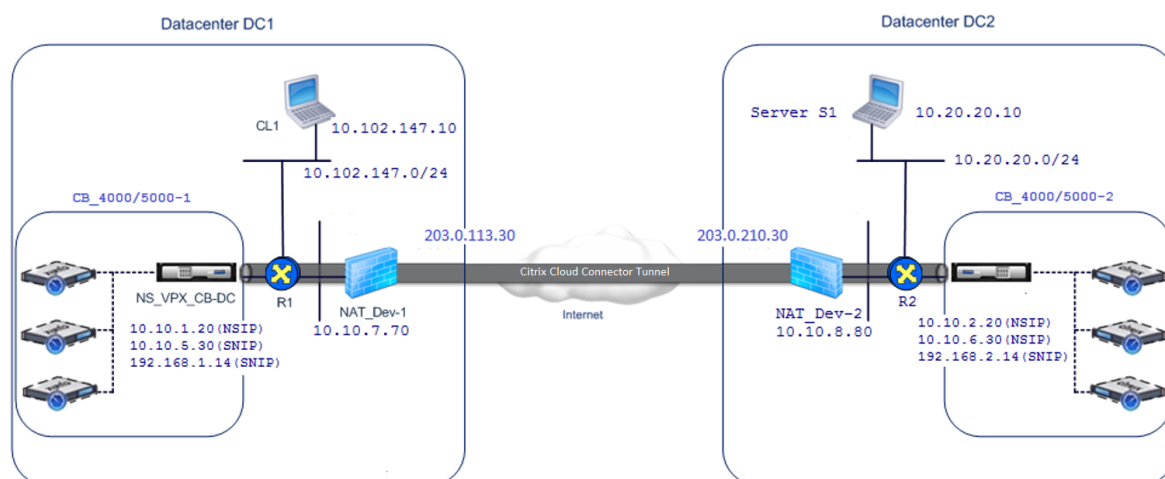 Datacenter DC1
Datacenter DC2
CL1
10.102.147.10
10.102.147.0/24
Server S1
10.20.20.10
10.20.20.0/24
CB_4000/5000-1
CB_4000/5000-2
203.0.113.30
203.0.210.30
Citrix Cloud Connector Tunnel
Internet
NS_VPX_CB-DC
R1
NAT_Dev-1
10.10.7.70
NAT_Dev-2
10.10.8.80
R2
10.10.1.20(NSIP)
10.10.5.30(SNIP)
192.168.1.14(SNIP)
10.10.2.20(NSIP)
10.10.6.30(NSIP)
192.168.2.14(SNIP)